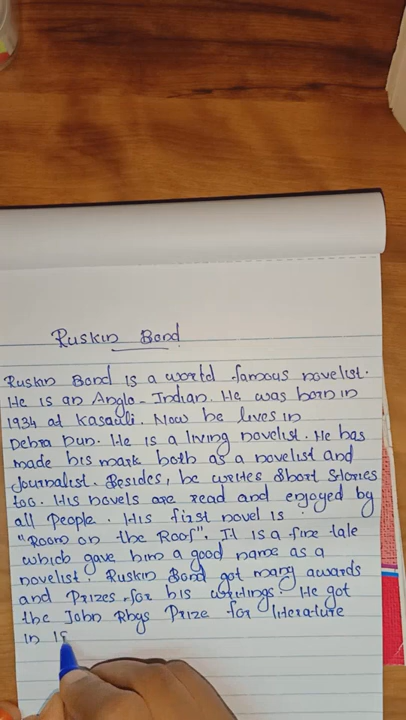 Ruskin Bond
Ruskin Bond is a world famous novelist.
He is an Anglo-Indian. He was born in
1934 at Kasauli. Now he lives in
Dehra Dun. He is a living novelist. He has
made his mark both as a novelist and
Journalist. Besides, he writes Short Stories
too. His novels are read and enjoyed by
all People. His first novel is
"Room on the Roof". It is a fine tale
which gave him a good name as a
novelist. Ruskin Bond got many awards
and Prizes for his writings. He got
the John Rhys Prize for literature
in 19